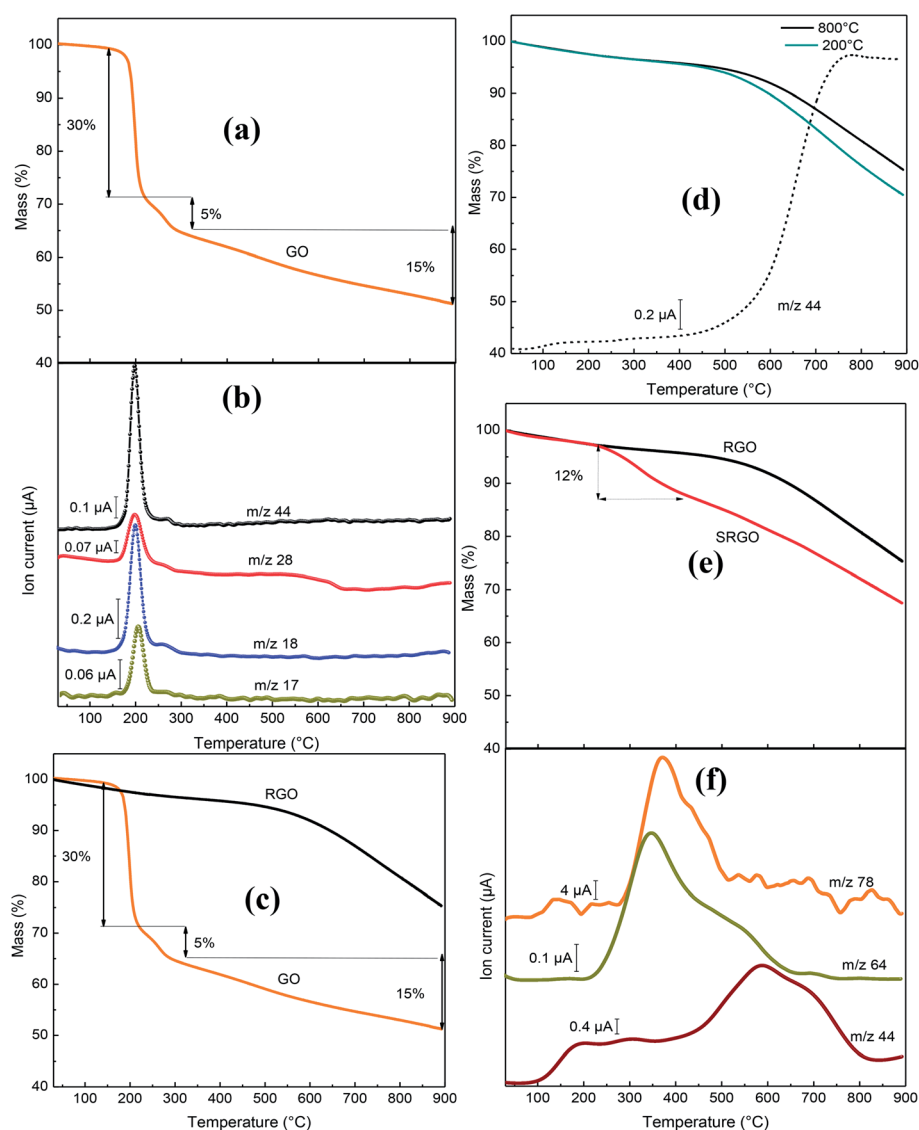 (a)
100
90
80
70
60
50
40
Mass (%)
30%
5%
GO
15%
(b)
Ion current (µA)
0.1 µA
m/z 44
0.07 µA
m/z 28
0.2 µA
m/z 18
0.06 µA
m/z 17
100 200 300 400 500 600 700 800 900
Temperature (°C)
(c)
100
90
80
70
60
50
40
Mass (%)
RGO
30%
5%
GO
15%
100 200 300 400 500 600 700 800 900
Temperature (°C)
(d)
800°C
200°C
100
90
80
70
60
50
40
Mass (%)
0.2 µA
m/z 44
100 200 300 400 500 600 700 800 900
Temperature (°C)
(e)
100
90
80
70
60
50
40
Mass (%)
RGO
12%
SRGO
(f)
Ion current (µA)
4 µA
m/z 78
0.1 µA
m/z 64
0.4 µA
m/z 44
100 200 300 400 500 600 700 800 900
Temperature (°C)